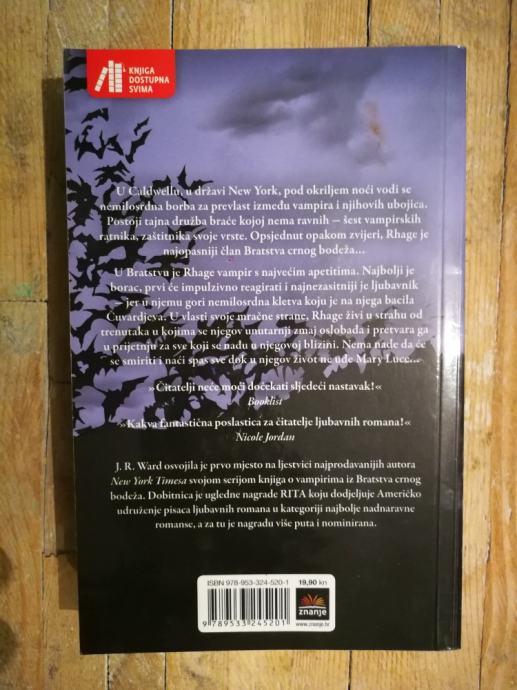 KNJIGA
DOSTUPNA
SVIMA
U Caldwellu, u državi New York, pod okriljem noći vodi se
nemilosrdna borba za prevlast između vampira i njihovih ubojica.
Postoji tajna družba braće kojoj nema ravnih – šest vampirskih
ratnika, zaštitnika svoje vrste. Opsjednut opakom zvijeri, Rhage je
najopasniji član Bratstva crnog bodeža...
U Bratstvu je Rhage vampir s najvećim apetitima. Najbolji je
borac, prvi će impulzivno reagirati i najnezasitniji je ljubavnik
– jer u njemu gori nemilosrdna kletva koju je na njega bacila
Čuvardjeva. U vlasti svoje mračne strane, Rhage živi u strahu od
trenutaka u kojima se njegov unutarnji zmaj oslobađa i pretvara ga
u prijetnju za sve koji se nađu u njegovoj blizini. Nema nade da će
se smiriti i naći spas sve dok u njegov život ne uđe Mary Luce...
»Čitatelji neće moći dočekati sljedeći nastavak!«
Booklist
»Kakva fantastična poslastica za čitatelje ljubavnih romana!«
Nicole Jordan
J. R. Ward osvojila je prvo mjesto na ljestvici najprodavanijih autora
New York Timesa svojom serijom knjiga o vampirima iz Bratstva crnog
bodeža. Dobitnica je ugledne nagrade RITA koju dodjeljuje Američko
udruženje pisaca ljubavnih romana u kategoriji najbolje nadnaravne
romanse, a za tu je nagradu više puta i nominirana.
ISBN 978-953-324-520-1
19,90 kn
9 789533 245201
znanje
www.znanje.hr